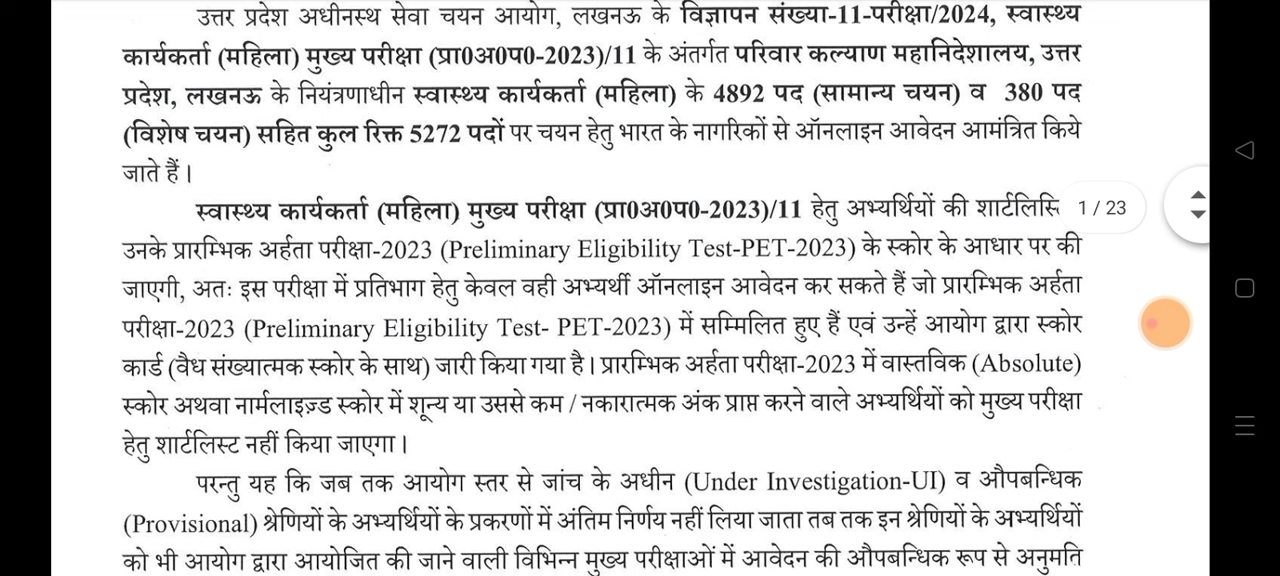 उत्तर प्रदेश अधीनस्थ सेवा चयन आयोग, लखनऊ के विज्ञापन संख्या-11-परीक्षा/2024, स्वास्थ्य
कार्यकर्ता (महिला) मुख्य परीक्षा (प्रा0अ0प0-2023)/11 के अंतर्गत परिवार कल्याण महानिदेशालय, उत्तर
प्रदेश, लखनऊ के नियंत्रणाधीन स्वास्थ्य कार्यकर्ता (महिला) के 4892 पद (सामान्य चयन) व 380 पद
(विशेष चयन) सहित कुल रिक्त 5272 पदों पर चयन हेतु भारत के नागरिकों से ऑनलाइन आवेदन आमंत्रित किये
जाते हैं।
स्वास्थ्य कार्यकर्ता (महिला) मुख्य परीक्षा (प्रा0अ0प0-2023)/11 हेतु अभ्यर्थियों की शार्टलिसि
1 / 23
उनके प्रारम्भिक अर्हता परीक्षा-2023 (Preliminary Eligibility Test-PET-2023) के स्कोर के आधार पर की
जाएगी, अतः इस परीक्षा में प्रतिभाग हेतु केवल वही अभ्यर्थी ऑनलाइन आवेदन कर सकते हैं जो प्रारम्भिक अर्हता
परीक्षा-2023 (Preliminary Eligibility Test- PET-2023) में सम्मिलित हुए हैं एवं उन्हें आयोग द्वारा स्कोर
कार्ड (वैध संख्यात्मक स्कोर के साथ) जारी किया गया है। प्रारम्भिक अर्हता परीक्षा-2023 में वास्तविक (Absolute)
स्कोर अथवा नार्मलाइज़्ड स्कोर में शून्य या उससे कम / नकारात्मक अंक प्राप्त करने वाले अभ्यर्थियों को मुख्य परीक्षा
हेतु शार्टलिस्ट नहीं किया जाएगा।
परन्तु यह कि जब तक आयोग स्तर से जांच के अधीन (Under Investigation-UI) व औपबन्धिक
(Provisional) श्रेणियों के अभ्यर्थियों के प्रकरणों में अंतिम निर्णय नहीं लिया जाता तब तक इन श्रेणियों के अभ्यर्थियों
को भी आयोग द्वारा आयोजित की जाने वाली विभिन्न मुख्य परीक्षाओं में आवेदन की औपबन्धिक रूप से अनुमति